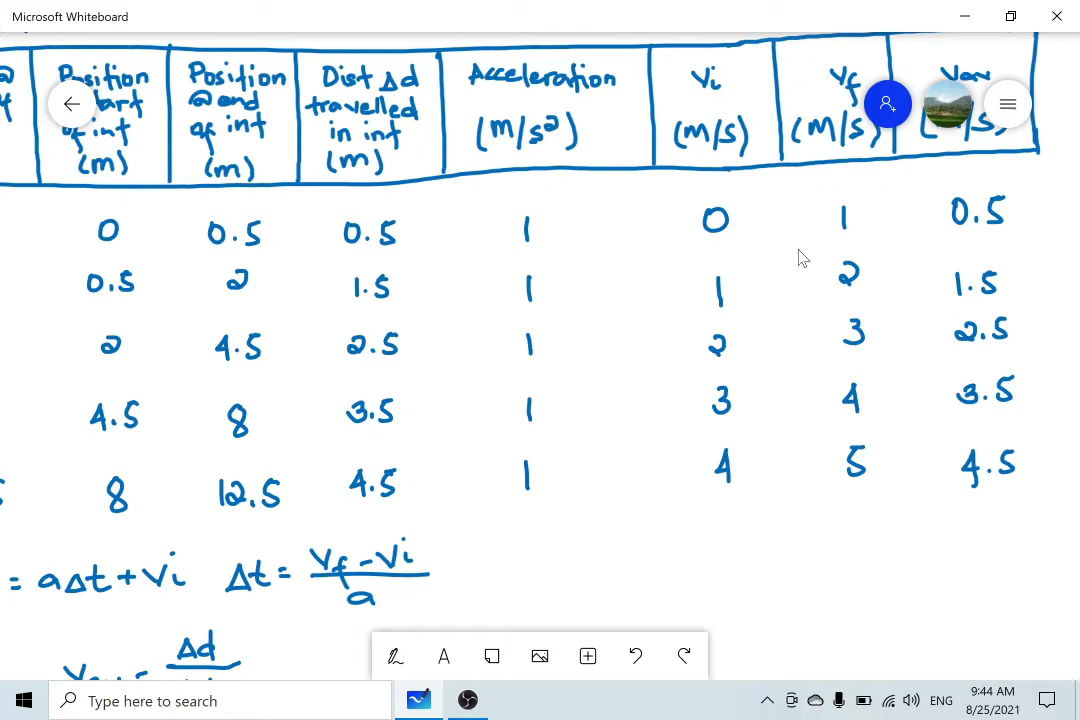 Microsoft Whiteboard
Position
of int
(m)
Position
@ end
of int
(m)
Dist Δd
travelled
in int
(m)
Acceleration
(m/s2)
Vi
(m/s)
Vf
(m/s)
Vav
0 0.5 0.5 1 0 1 0.5
0.5 2 1.5 1 1 2 1.5
2 4.5 2.5 1 2 3 2.5
4.5 8 3.5 1 3 4 3.5
8 12.5 4.5 1 4 5 4.5
= aΔt + Vi Δt = Vf - Vi
a
Δd
Vav =
A
Type here to search
ENG
9:44 AM
8/25/2021